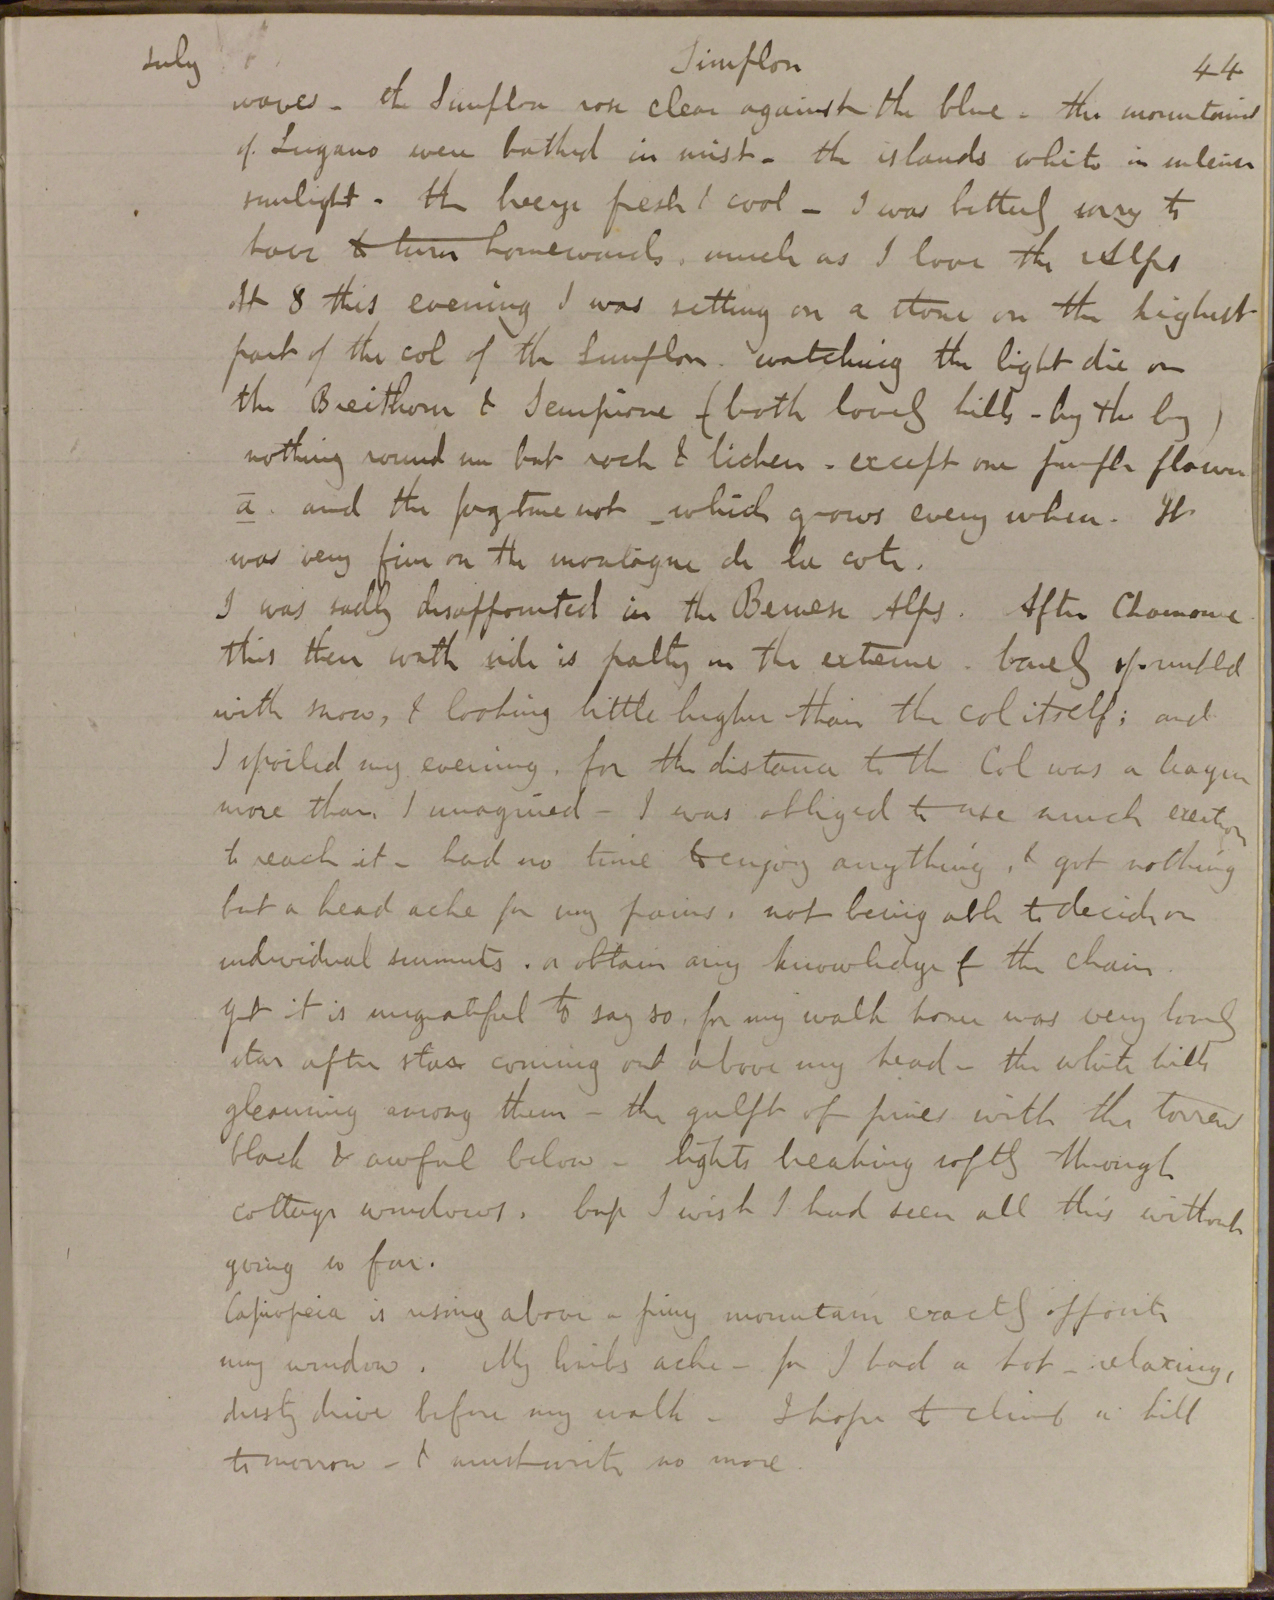 July
Simplon
44
waves - the Simplon rose clear against the blue - the mountains
of Lugano were bathed in mist - the islands white in intense
sunlight - the breeze fresh & cool - I was bitterly sorry to
have to turn homewards, much as I love the Alps
At 8 this evening I was sitting on a stone on the highest
part of the col of the Simplon. watching the light die on
the Breithorn & Sempione (both lovely hills - by the by)
nothing round me but rock & lichen - except one purple flower
a. and the forgetmenot - which grows every where. It
was very fine on the montagne de la cote.
I was sadly disappointed in the Bernese Alps. After Chamonie
this their south side is paltry in the extreme - barely sprinkled
with snow, & looking little higher than the col itself; and
I spoiled my evening, for the distance to the Col was a league
more than I imagined - I was obliged to use much exertion
to reach it - had no time to enjoy anything, & got nothing
but a head ache for my pains, not being able to decide on
individual summits, or obtain any knowledge of the chain.
Yet it is ungrateful to say so, for my walk home was very lovely
star after star coming out above my head - the white hills
gleaming among them - the gulph of pines with the torrent
black & awful below - lights breaking softly through
cottage windows. but I wish I had seen all this without
going so far.
Cassiopeia is rising above a piny mountain exactly opposite
my window. My limbs ache - for I had a hot - relaxing,
dusty drive before my walk - I hope to climb a hill
tomorrow - & must write no more.